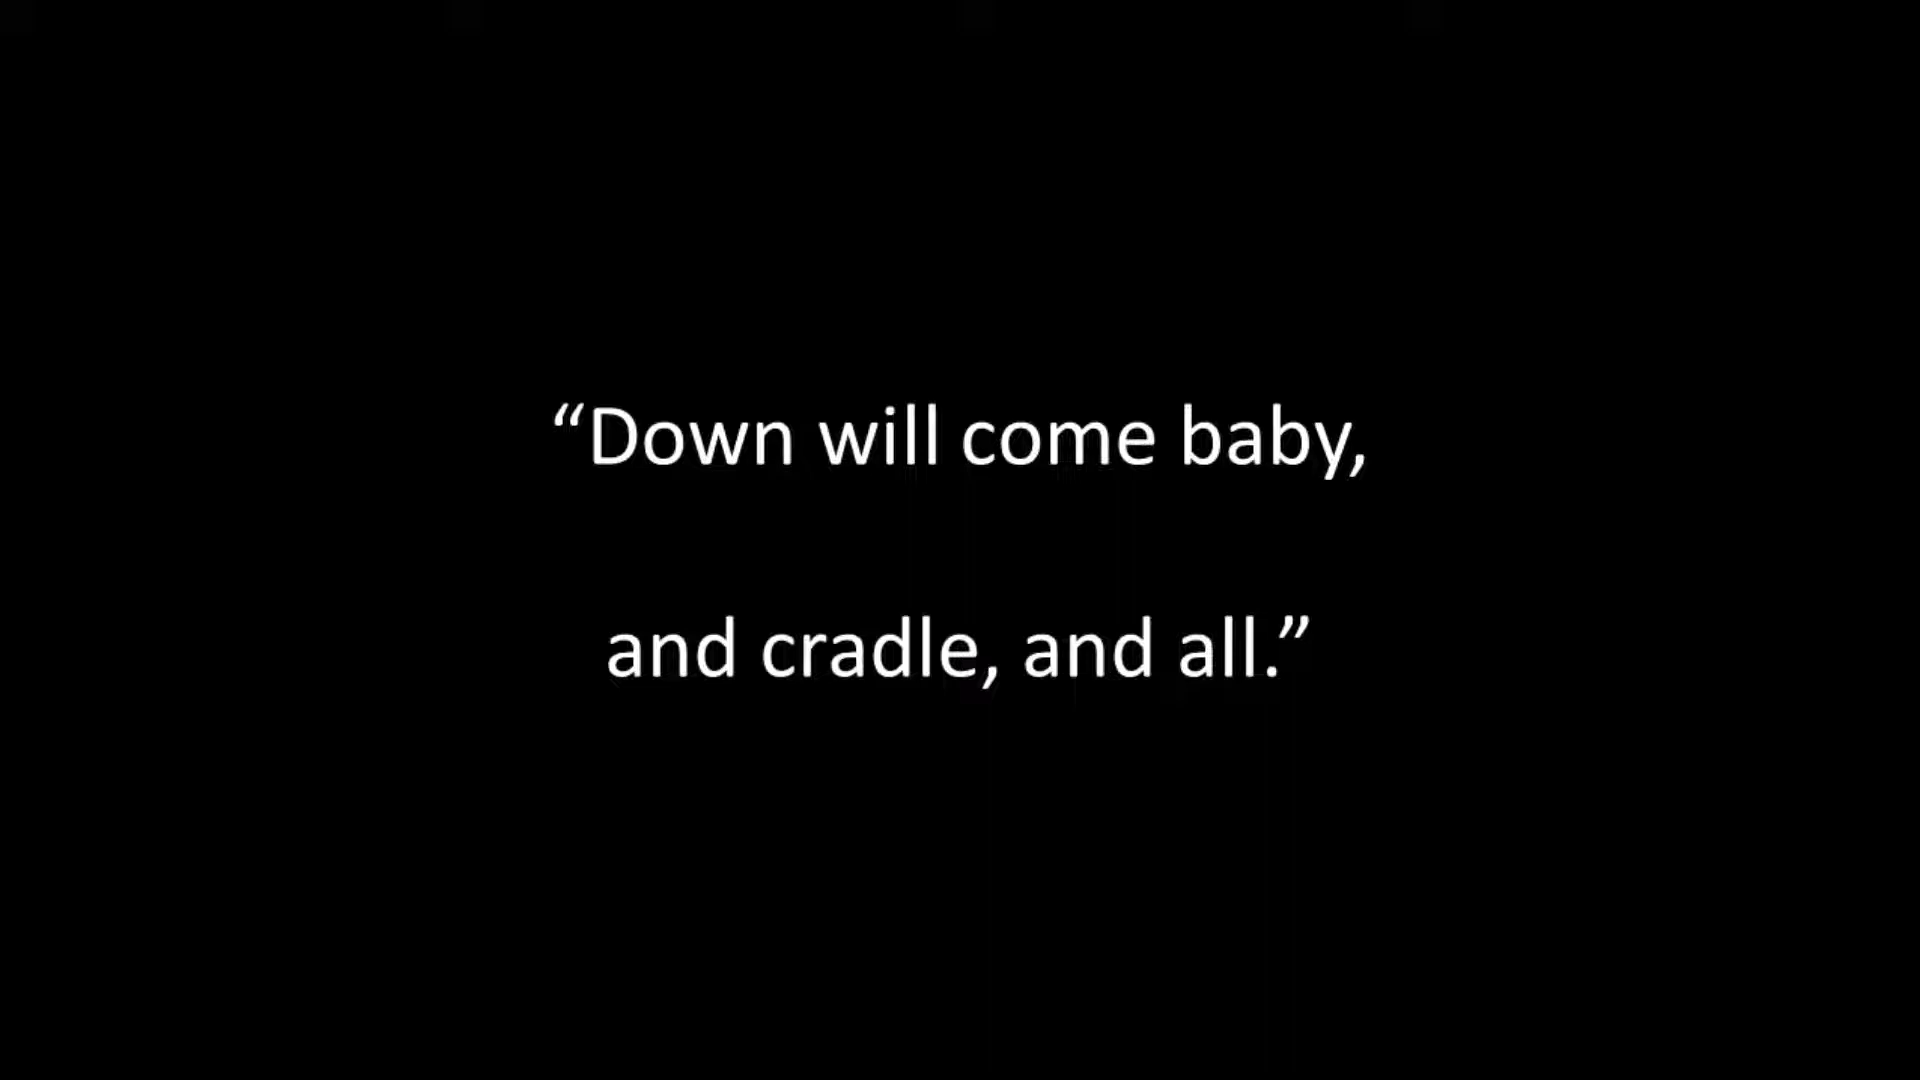 “Down will come baby,
and cradle, and all.”